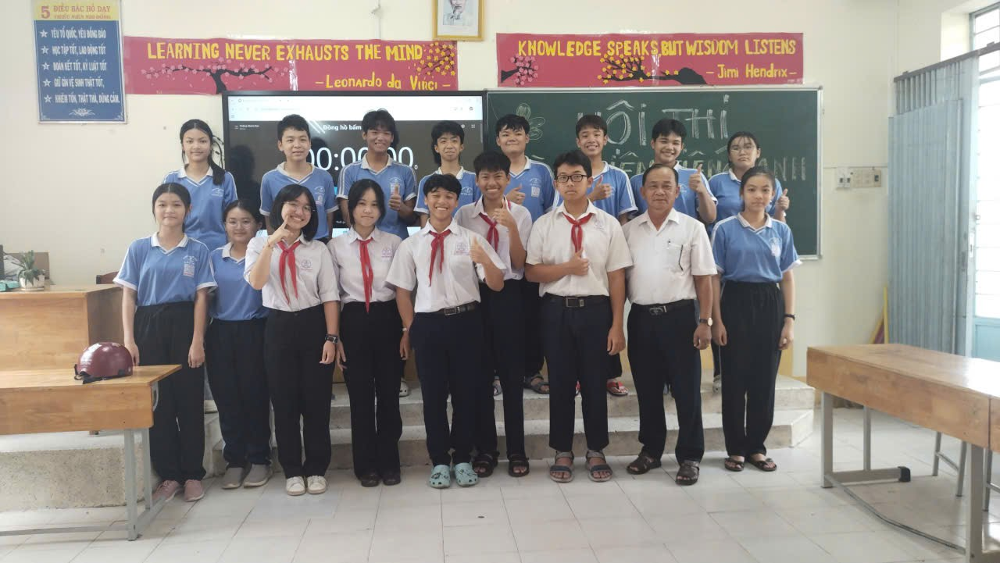 5 ĐIỀU BÁC HỒ DẠY
THIẾU NIÊN NHI ĐỒNG
YÊU TỔ QUỐC, YÊU ĐỒNG BÀO
HỌC TẬP TỐT, LAO ĐỘNG TỐT
ĐOÀN KẾT TỐT, KỶ LUẬT TỐT
GIỮ GÌN VỆ SINH THẬT TỐT,
KHIÊM TỐN, THẬT THÀ, DŨNG CẢM.
LEARNING NEVER EXHAUSTS THE MIND
- Leonardo da Vinci -
KNOWLEDGE SPEAKS, BUT WISDOM LISTENS
- Jimi Hendrix -
Đồng hồ bấm
00:00:00.
HỘI THI
TIẾNG ANH